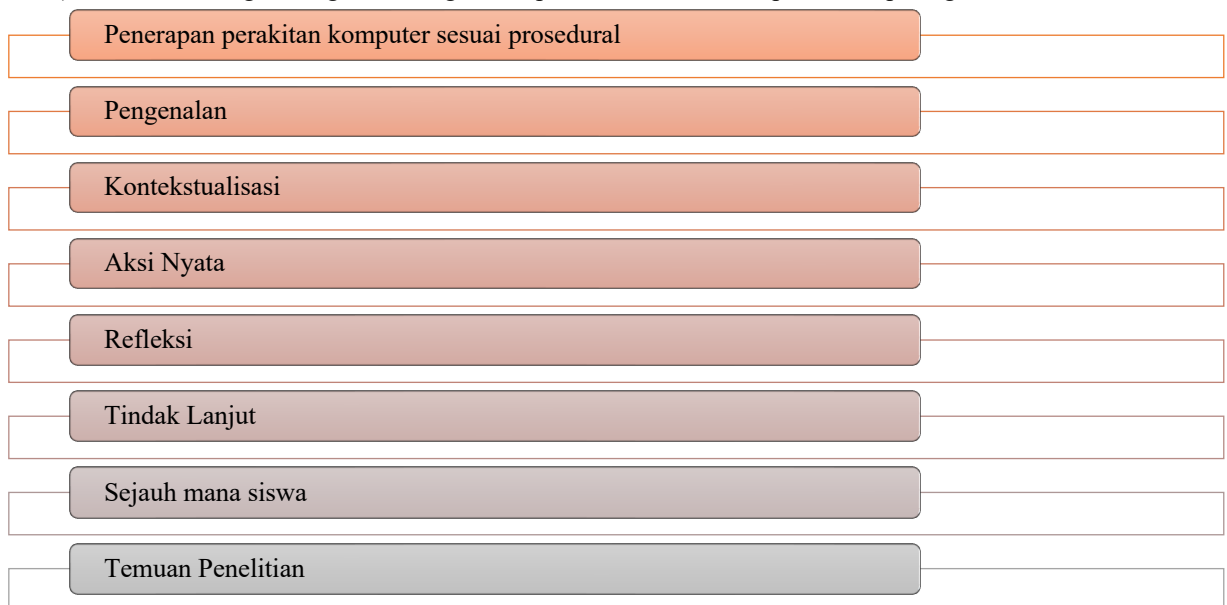 Penerapan perakitan komputer sesuai prosedural
Pengenalan
Kontekstualisasi
Aksi Nyata
Refleksi
Tindak Lanjut
Sejauh mana siswa
Temuan Penelitian